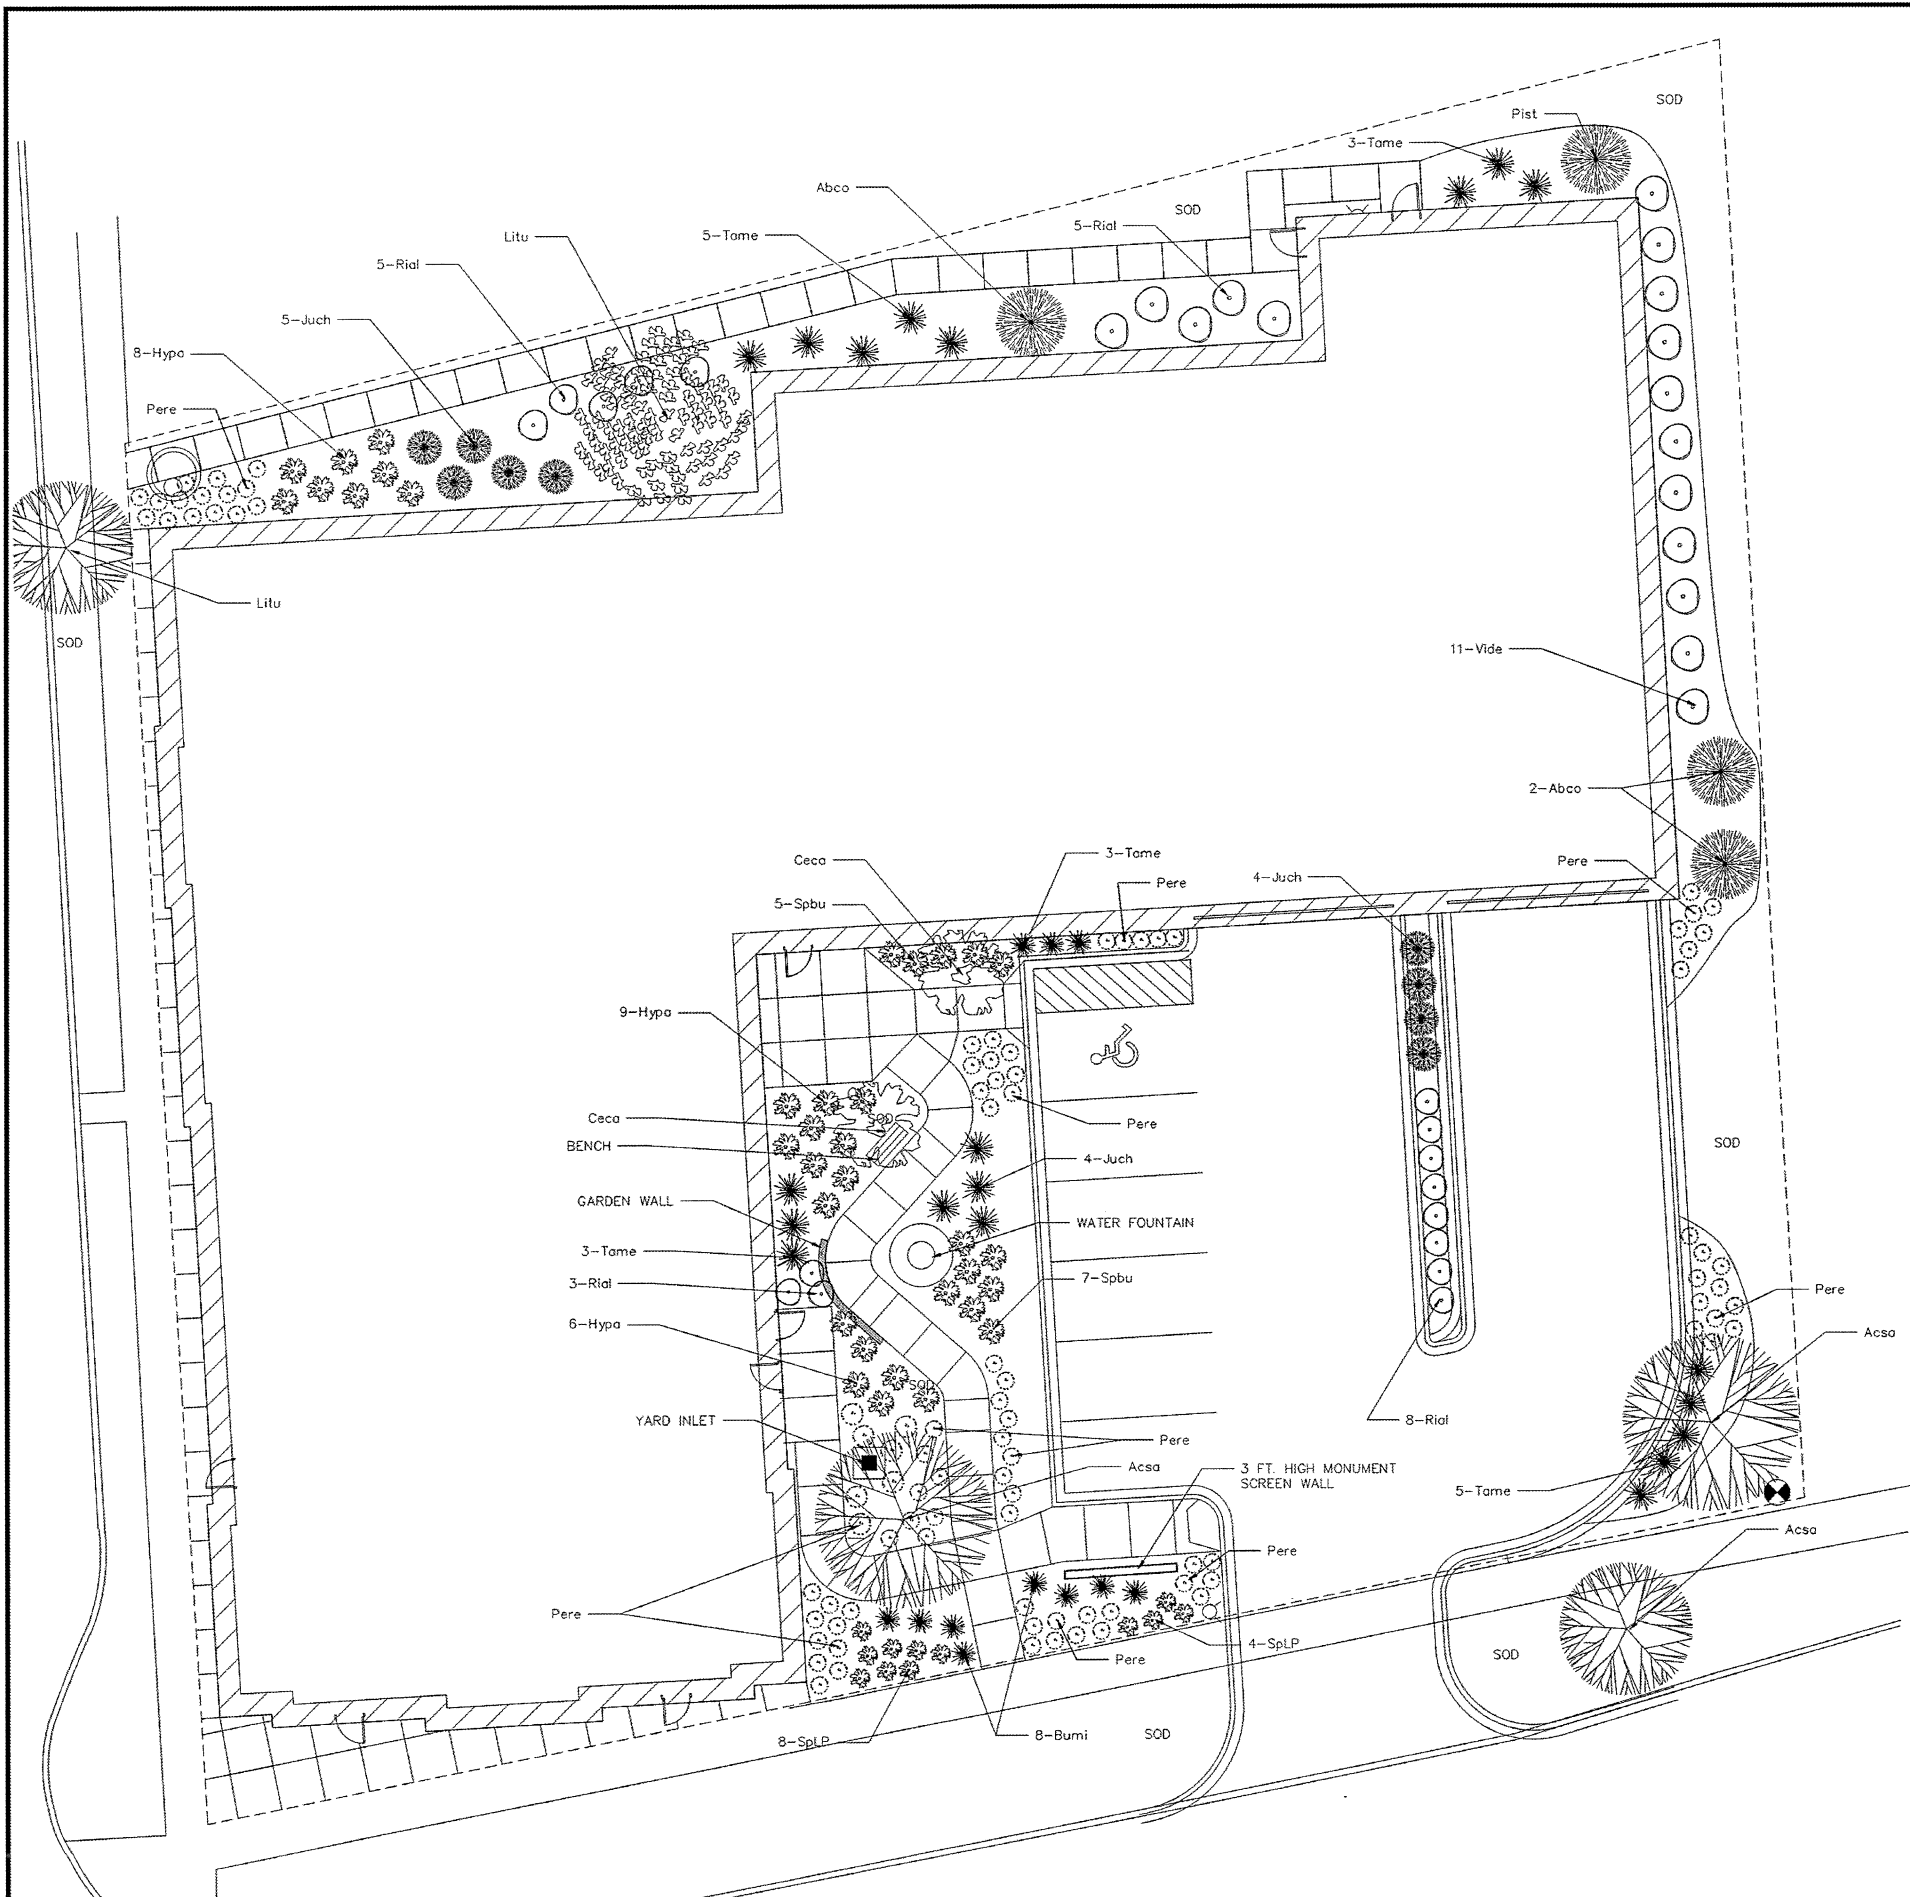 SOD
Pist
3-Tame
Abco
SOD
5-Tame
5-Rial
Litu
5-Rial
5-Juch
8-Hypa
Pere
Litu
SOD
11-Vide
2-Abco
Ceca
3-Tame
Pere
Pere
4-Juch
5-Spbu
9-Hypa
Ceca
SOD
Pere
BENCH
SOD
4-Juch
GARDEN WALL
WATER FOUNTAIN
3-Tame
7-Spbu
3-Rial
Pere
6-Hypa
Acsa
SOD
YARD INLET
8-Rial
Pere
Acsa
3 FT. HIGH MONUMENT
SCREEN WALL
5-Tame
Acsa
Pere
Pere
4-SpLP
SOD
Pere
8-SpLP
8-Bumi
SOD